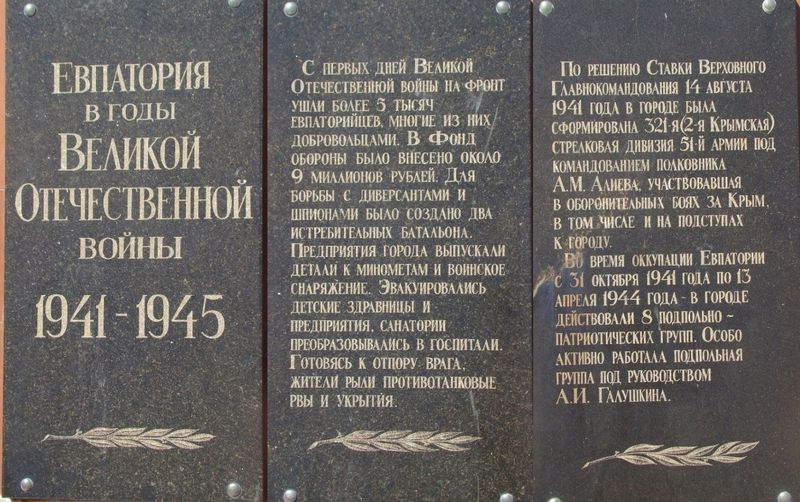 Евпатория
в годы
Великой
Отечественной
войны
1941 - 1945
С первых дней Великой
Отечественной войны на фронт
ушли более 5 тысяч
евпаторийцев, многие из них
добровольцами. В Фонд
обороны было внесено около
9 миллионов рублей. Для
борьбы с диверсантами и
шпионами было создано два
истребительных батальона.
Предприятия города выпускали
детали к минометам и воинское
снаряжение. Эвакуировались
детские здравницы и
предприятия, санатории
преобразовывались в госпитали.
Готовясь к отпору врага,
жители рыли противотанковые
рвы и укрытия.
По решению Ставки Верховного
Главнокомандования 14 августа
1941 года в городе была
сформирована 321-я(2-я Крымская)
стрелковая дивизия 51-й армии под
командованием полковника
А.М. Алиева, участвовавшая
в оборонительных боях за Крым,
в том числе и на подступах
к городу.
Во время оккупации Евпатории
с 31 октября 1941 года по 13
апреля 1944 года - в городе
действовали 8 подпольно -
патриотических групп. Особо
активно работала подпольная
группа под руководством
А.И. Галушкина.